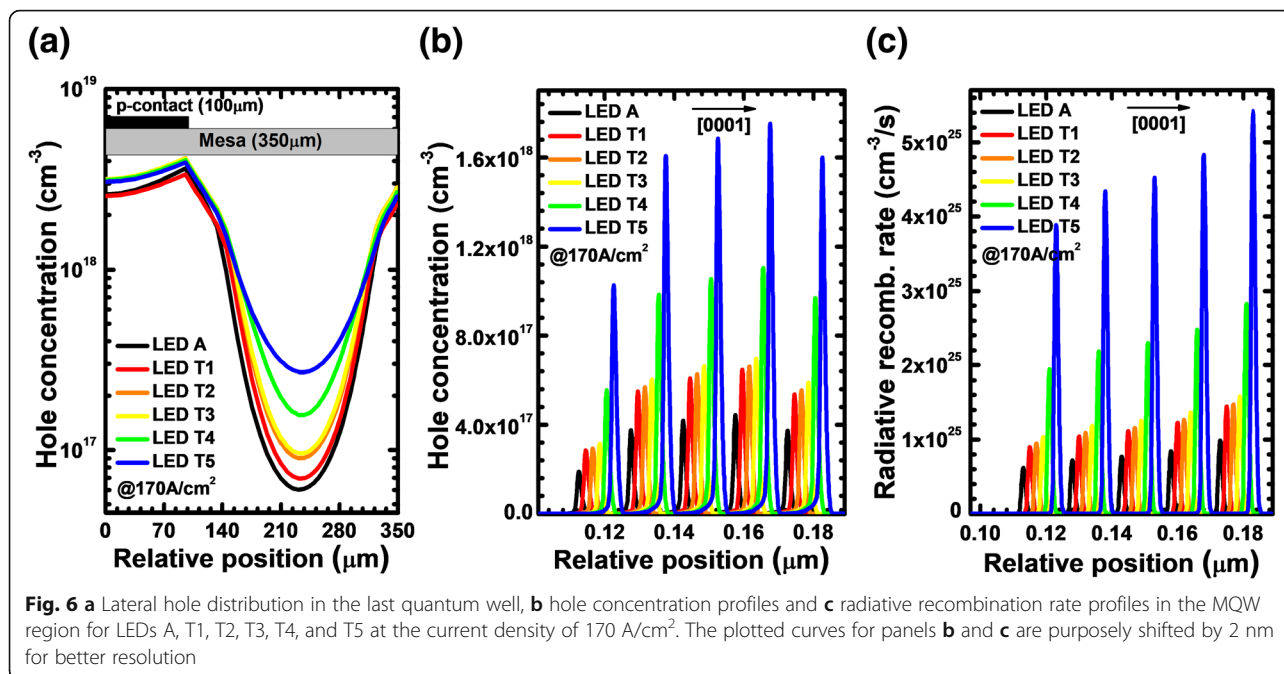 (a)
10^19
10^18
10^17
Hole concentration (cm^-3)
p-contact (100μm)
Mesa (350μm)
LED A
LED T1
LED T2
LED T3
LED T4
LED T5
@170A/cm^2
0 70 140 210 280 350
Relative position (μm)
(b)
1.6x10^18
1.2x10^18
8.0x10^17
4.0x10^17
0.0
Hole concentration (cm^-3)
LED A
LED T1
LED T2
LED T3
LED T4
LED T5
@170A/cm^2
[0001]
0.12 0.14 0.16 0.18
Relative position (μm)
(c)
5x10^25
4x10^25
3x10^25
2x10^25
1x10^25
0
Radiative recomb. rate (cm^-3/s)
LED A
LED T1
LED T2
LED T3
LED T4
LED T5
@170A/cm^2
[0001]
0.10 0.12 0.14 0.16 0.18
Relative position (μm)
Fig. 6 a Lateral hole distribution in the last quantum well, b hole concentration profiles and c radiative recombination rate profiles in the MQW
region for LEDs A, T1, T2, T3, T4, and T5 at the current density of 170 A/cm^2. The plotted curves for panels b and c are purposely shifted by 2 nm
for better resolution